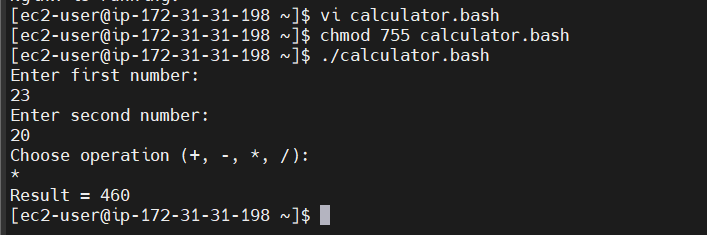 [ec2-user@ip-172-31-31-198 ~]$ vi calculator.bash
[ec2-user@ip-172-31-31-198 ~]$ chmod 755 calculator.bash
[ec2-user@ip-172-31-31-198 ~]$ ./calculator.bash
Enter first number:
23
Enter second number:
20
Choose operation (+, -, *, /):
*
Result = 460
[ec2-user@ip-172-31-31-198 ~]$